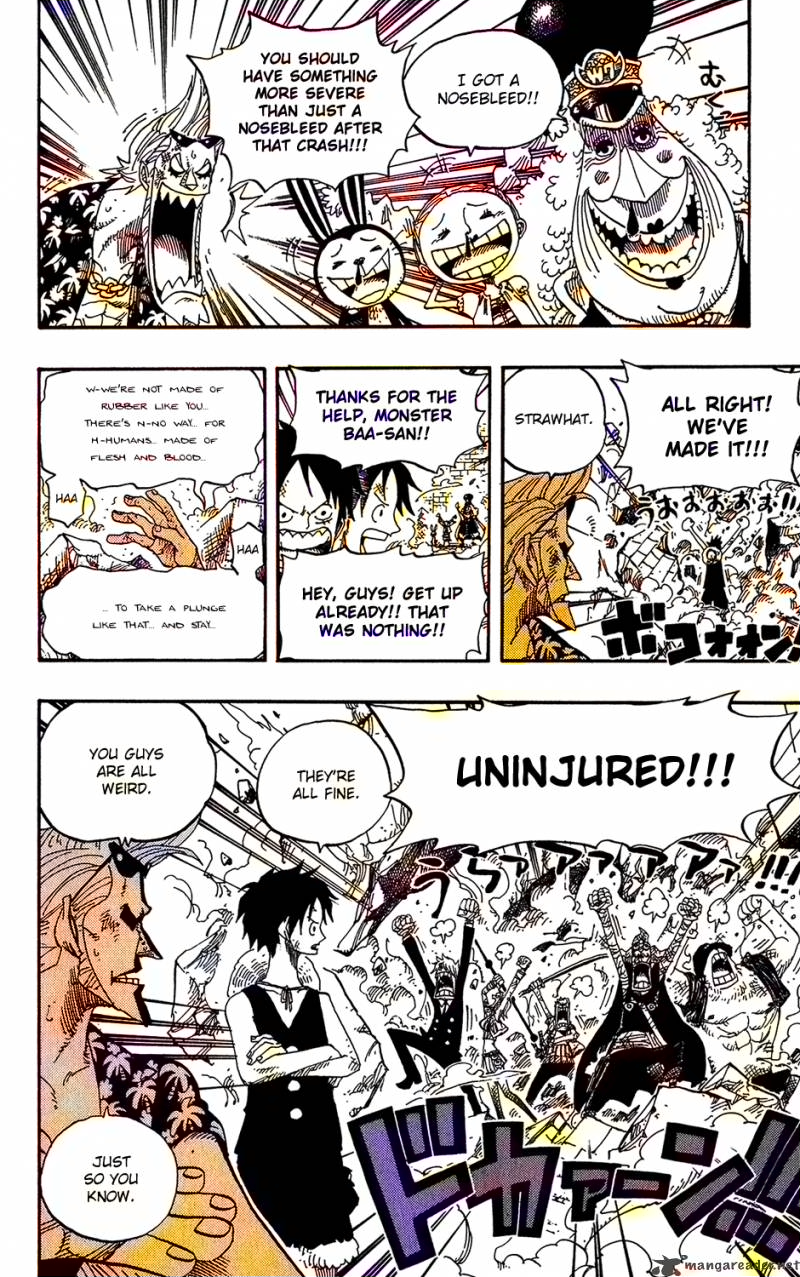 I GOT A
NOSEBLEED!!
むくっ
W7
YOU SHOULD
HAVE SOMETHING
MORE SEVERE
THAN JUST A
NOSEBLEED AFTER
THAT CRASH!!!
ALL RIGHT!
WE'VE
MADE IT!!!
STRAWHAT.
うおおおおお!!!
ボコォオン
THANKS FOR THE
HELP, MONSTER
BAA-SAN!!
HEY, GUYS! GET UP
ALREADY!! THAT
WAS NOTHING!!
W-WE'RE NOT MADE OF
RUBBER LIKE YOU...
THERE'S N-NO WAY... FOR
H-HUMANS... MADE OF
FLESH AND BLOOD...
HAA
HAA
... TO TAKE A PLUNGE
LIKE THAT... AND STAY...
UNINJURED!!!
うらァアァアァア!!!
THEY'RE
ALL FINE.
YOU GUYS
ARE ALL
WEIRD.
JUST
SO YOU
KNOW.
ドカァーン!!!
mangareader.net